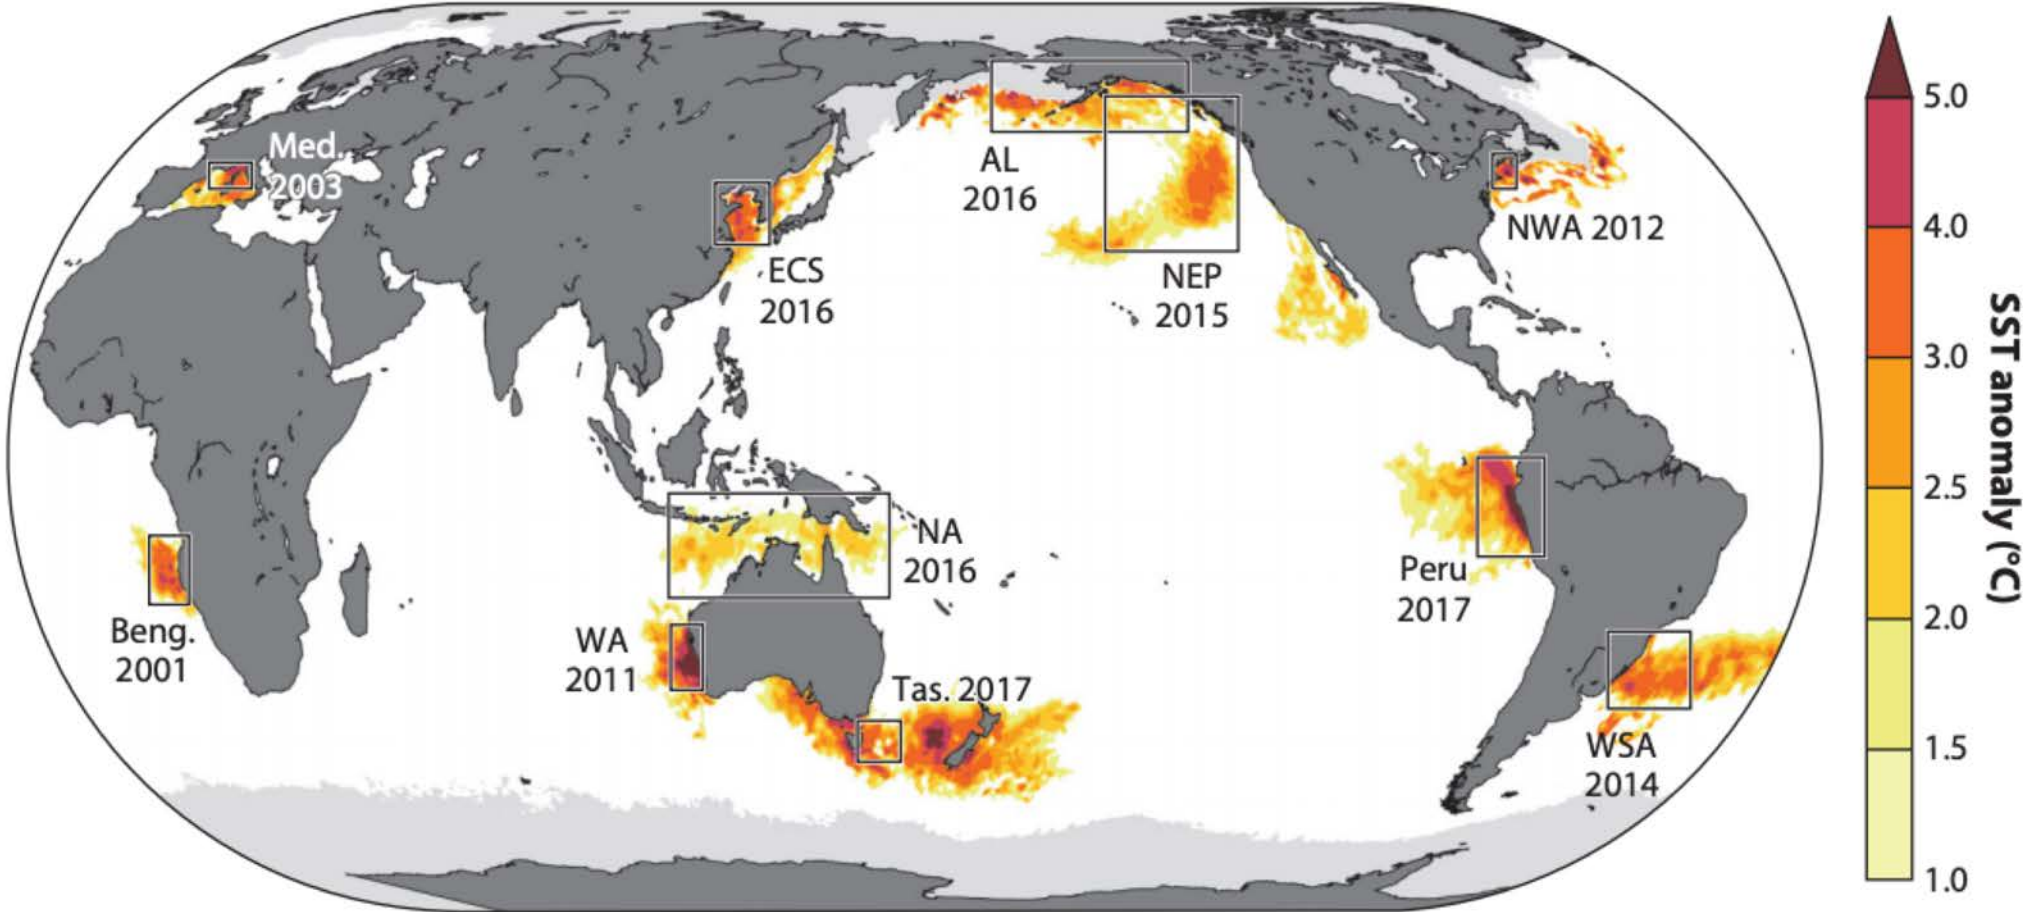 Med.
2003
AL
2016
NWA 2012
ECS
2016
NEP
2015
NA
2016
Peru
2017
Beng.
2001
WA
2011
Tas. 2017
WSA
2014
5.0
4.0
3.0
2.5
2.0
1.5
1.0
SST anomaly (°C)